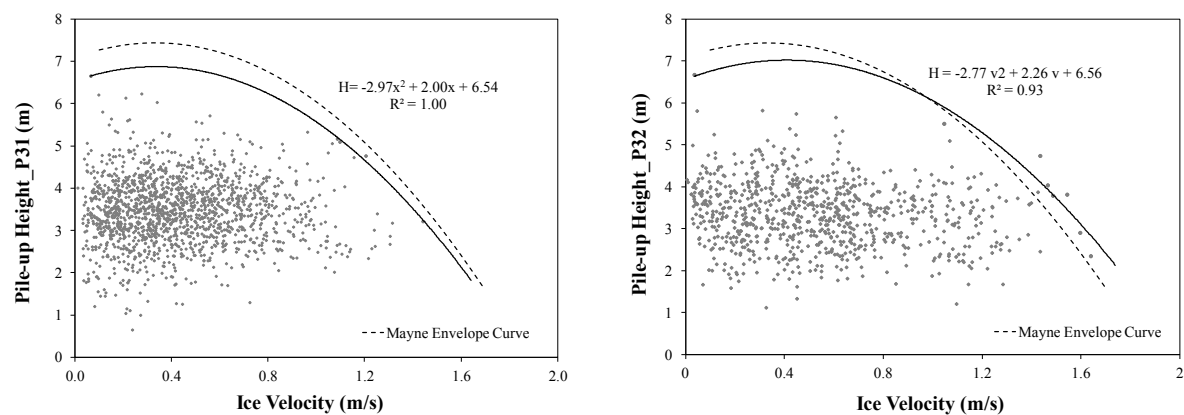 8
7
6
5
4
3
2
1
0
Pile-up Height_P31 (m)
H= -2.97x² + 2.00x + 6.54
R² = 1.00
Mayne Envelope Curve
0.0 0.4 0.8 1.2 1.6 2.0
Ice Velocity (m/s)
8
7
6
5
4
3
2
1
0
Pile-up Height_P32 (m)
H = -2.77 v2 + 2.26 v + 6.56
R² = 0.93
Mayne Envelope Curve
0 0.4 0.8 1.2 1.6 2
Ice Velocity (m/s)